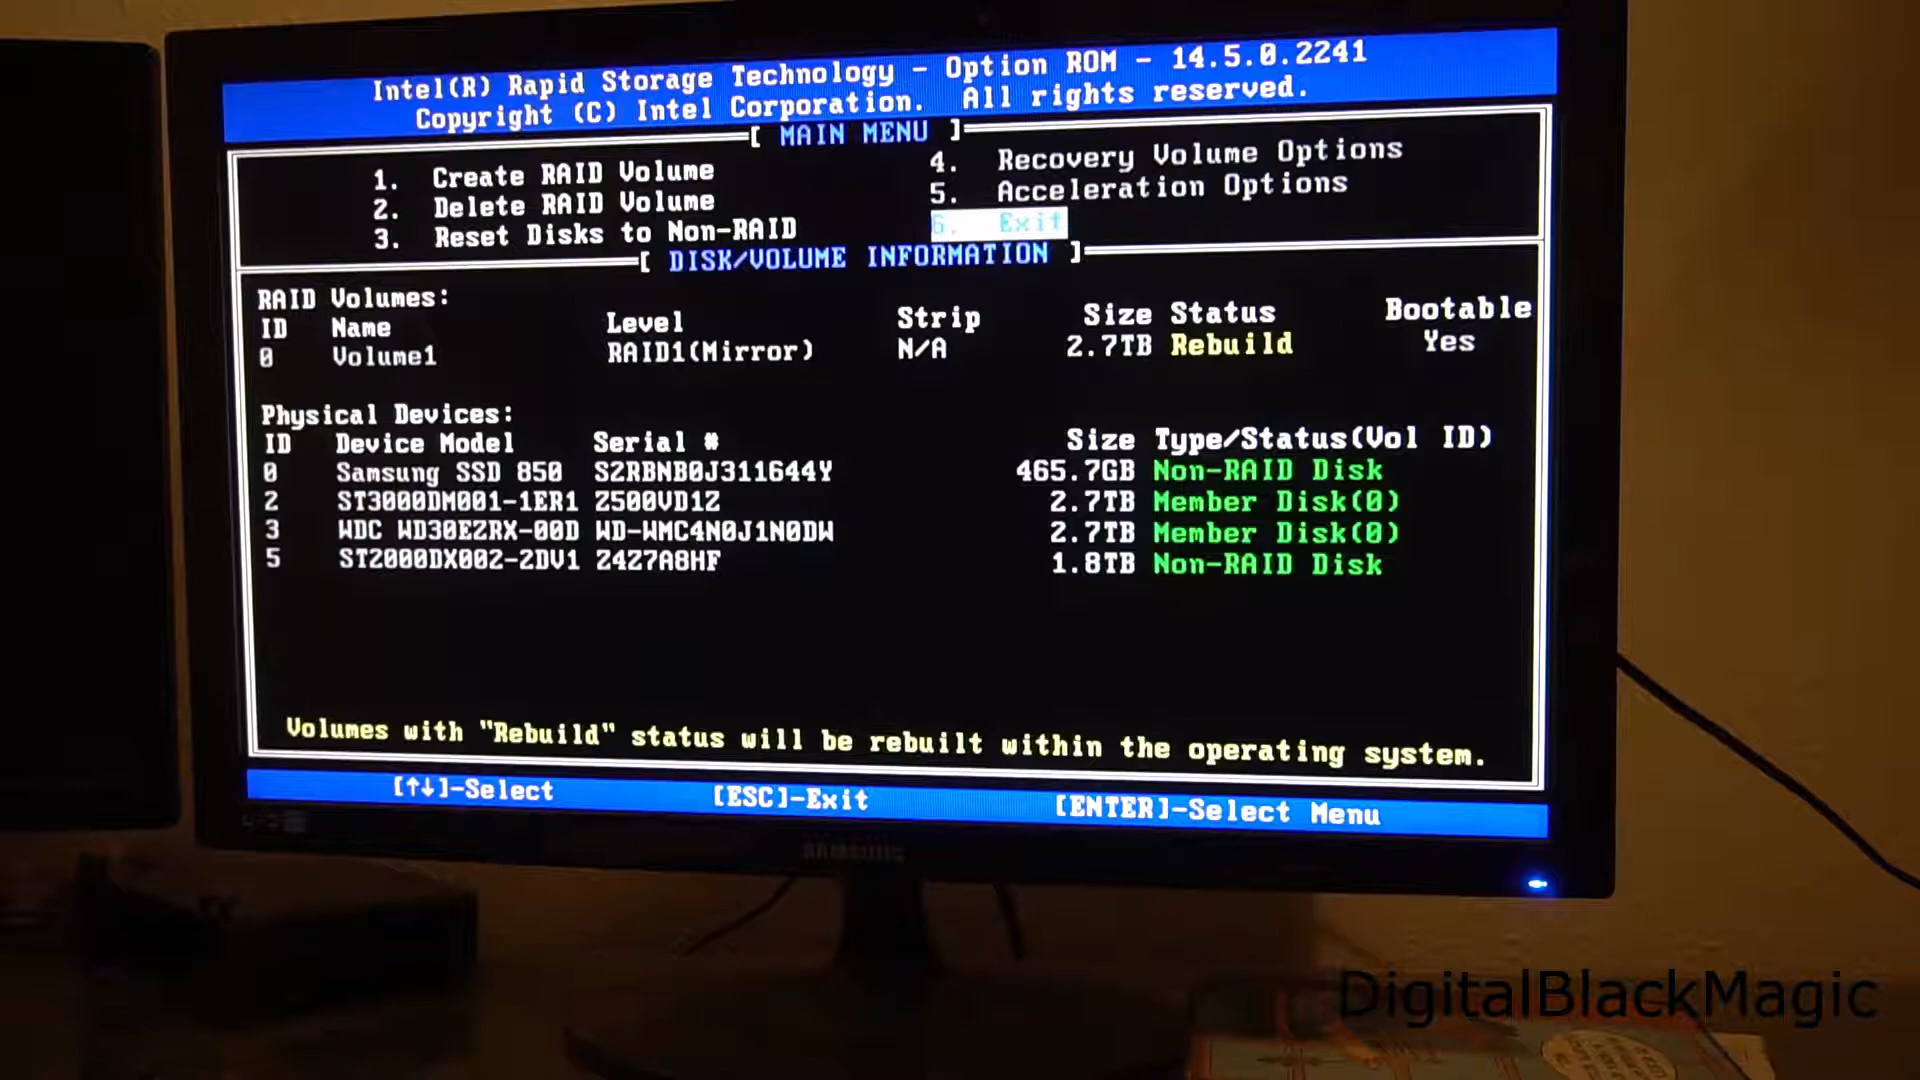 Intel(R) Rapid Storage Technology - Option ROM - 14.5.0.2241
Copyright (C) Intel Corporation. All rights reserved.
[ MAIN MENU ]
1. Create RAID Volume
2. Delete RAID Volume
3. Reset Disks to Non-RAID
4. Recovery Volume Options
5. Acceleration Options
6. Exit
[ DISK/VOLUME INFORMATION ]
RAID Volumes:
ID Name Level Strip Size Status Bootable
0 Volume1 RAID1(Mirror) N/A 2.7TB Rebuild Yes
Physical Devices:
ID Device Model Serial # Size Type/Status(Vol ID)
0 Samsung SSD 850 S2RBNB0J311644Y 465.7GB Non-RAID Disk
2 ST3000DM001-1ER1 Z500VD1Z 2.7TB Member Disk(0)
3 WDC WD30EZRX-00D WD-WMC4N0J1N0DW 2.7TB Member Disk(0)
5 ST2000DX002-2DV1 Z4Z7A8HF 1.8TB Non-RAID Disk
Volumes with "Rebuild" status will be rebuilt within the operating system.
[↑↓]-Select [ESC]-Exit [ENTER]-Select Menu
SAMSUNG
DigitalBlackMagic